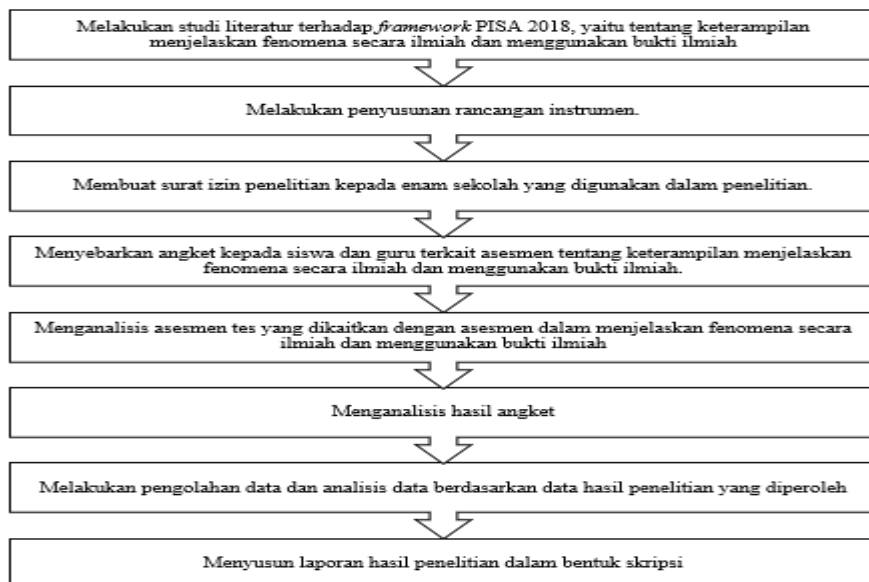 Melakukan studi literatur terhadap framework PISA 2018, yaitu tentang keterampilan
menjelaskan fenomena secara ilmiah dan menggunakan bukti ilmiah
Melakukan penyusunan rancangan instrumen.
Membuat surat izin penelitian kepada enam sekolah yang digunakan dalam penelitian.
Menyebarkan angket kepada siswa dan guru terkait asesmen tentang keterampilan menjelaskan
fenomena secara ilmiah dan menggunakan bukti ilmiah.
Menganalisis asesmen tes yang dikaitkan dengan asesmen dalam menjelaskan fenomena secara
ilmiah dan menggunakan bukti ilmiah
Menganalisis hasil angket
Melakukan pengolahan data dan analisis data berdasarkan data hasil penelitian yang diperoleh
Menyusun laporan hasil penelitian dalam bentuk skripsi